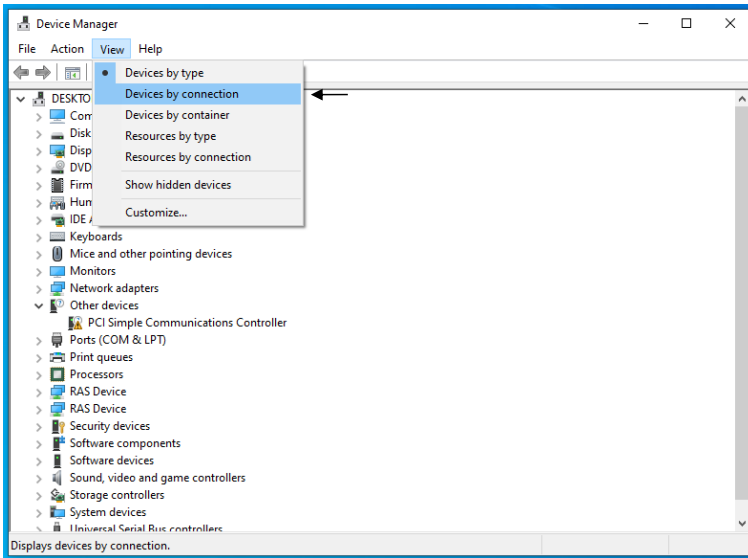 Device Manager
File Action View Help
Devices by type
Devices by connection
Devices by container
Resources by type
Resources by connection
Show hidden devices
Customize...
DESKTO
Com
Disk
Disp
DVD
Firm
Hum
IDE A
Keyboards
Mice and other pointing devices
Monitors
Network adapters
Other devices
PCI Simple Communications Controller
Ports (COM & LPT)
Print queues
Processors
RAS Device
RAS Device
Security devices
Software components
Software devices
Sound, video and game controllers
Storage controllers
System devices
Universal Serial Bus controllers
Displays devices by connection.